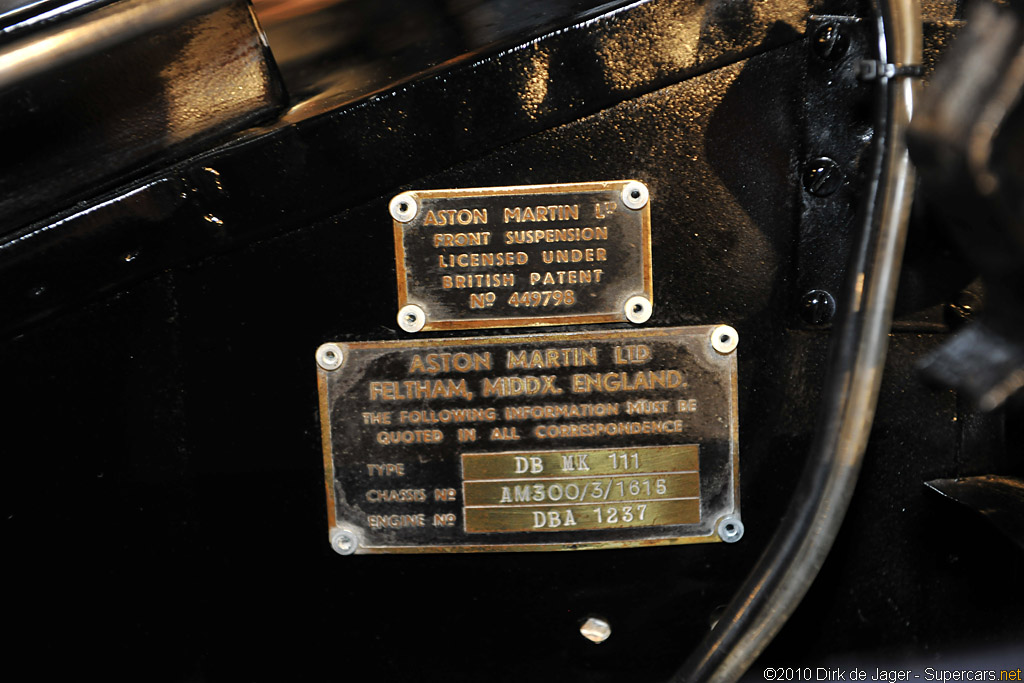 ASTON MARTIN LTD
FRONT SUSPENSION
LICENSED UNDER
BRITISH PATENT
Nº 449798
ASTON MARTIN LTD
FELTHAM, MIDDX. ENGLAND.
THE FOLLOWING INFORMATION MUST BE
QUOTED IN ALL CORRESPONDENCE
TYPE DB MK 111
CHASSIS Nº AM300/3/1615
ENGINE Nº DBA 1237
©2010 Dirk de Jager - Supercars.net